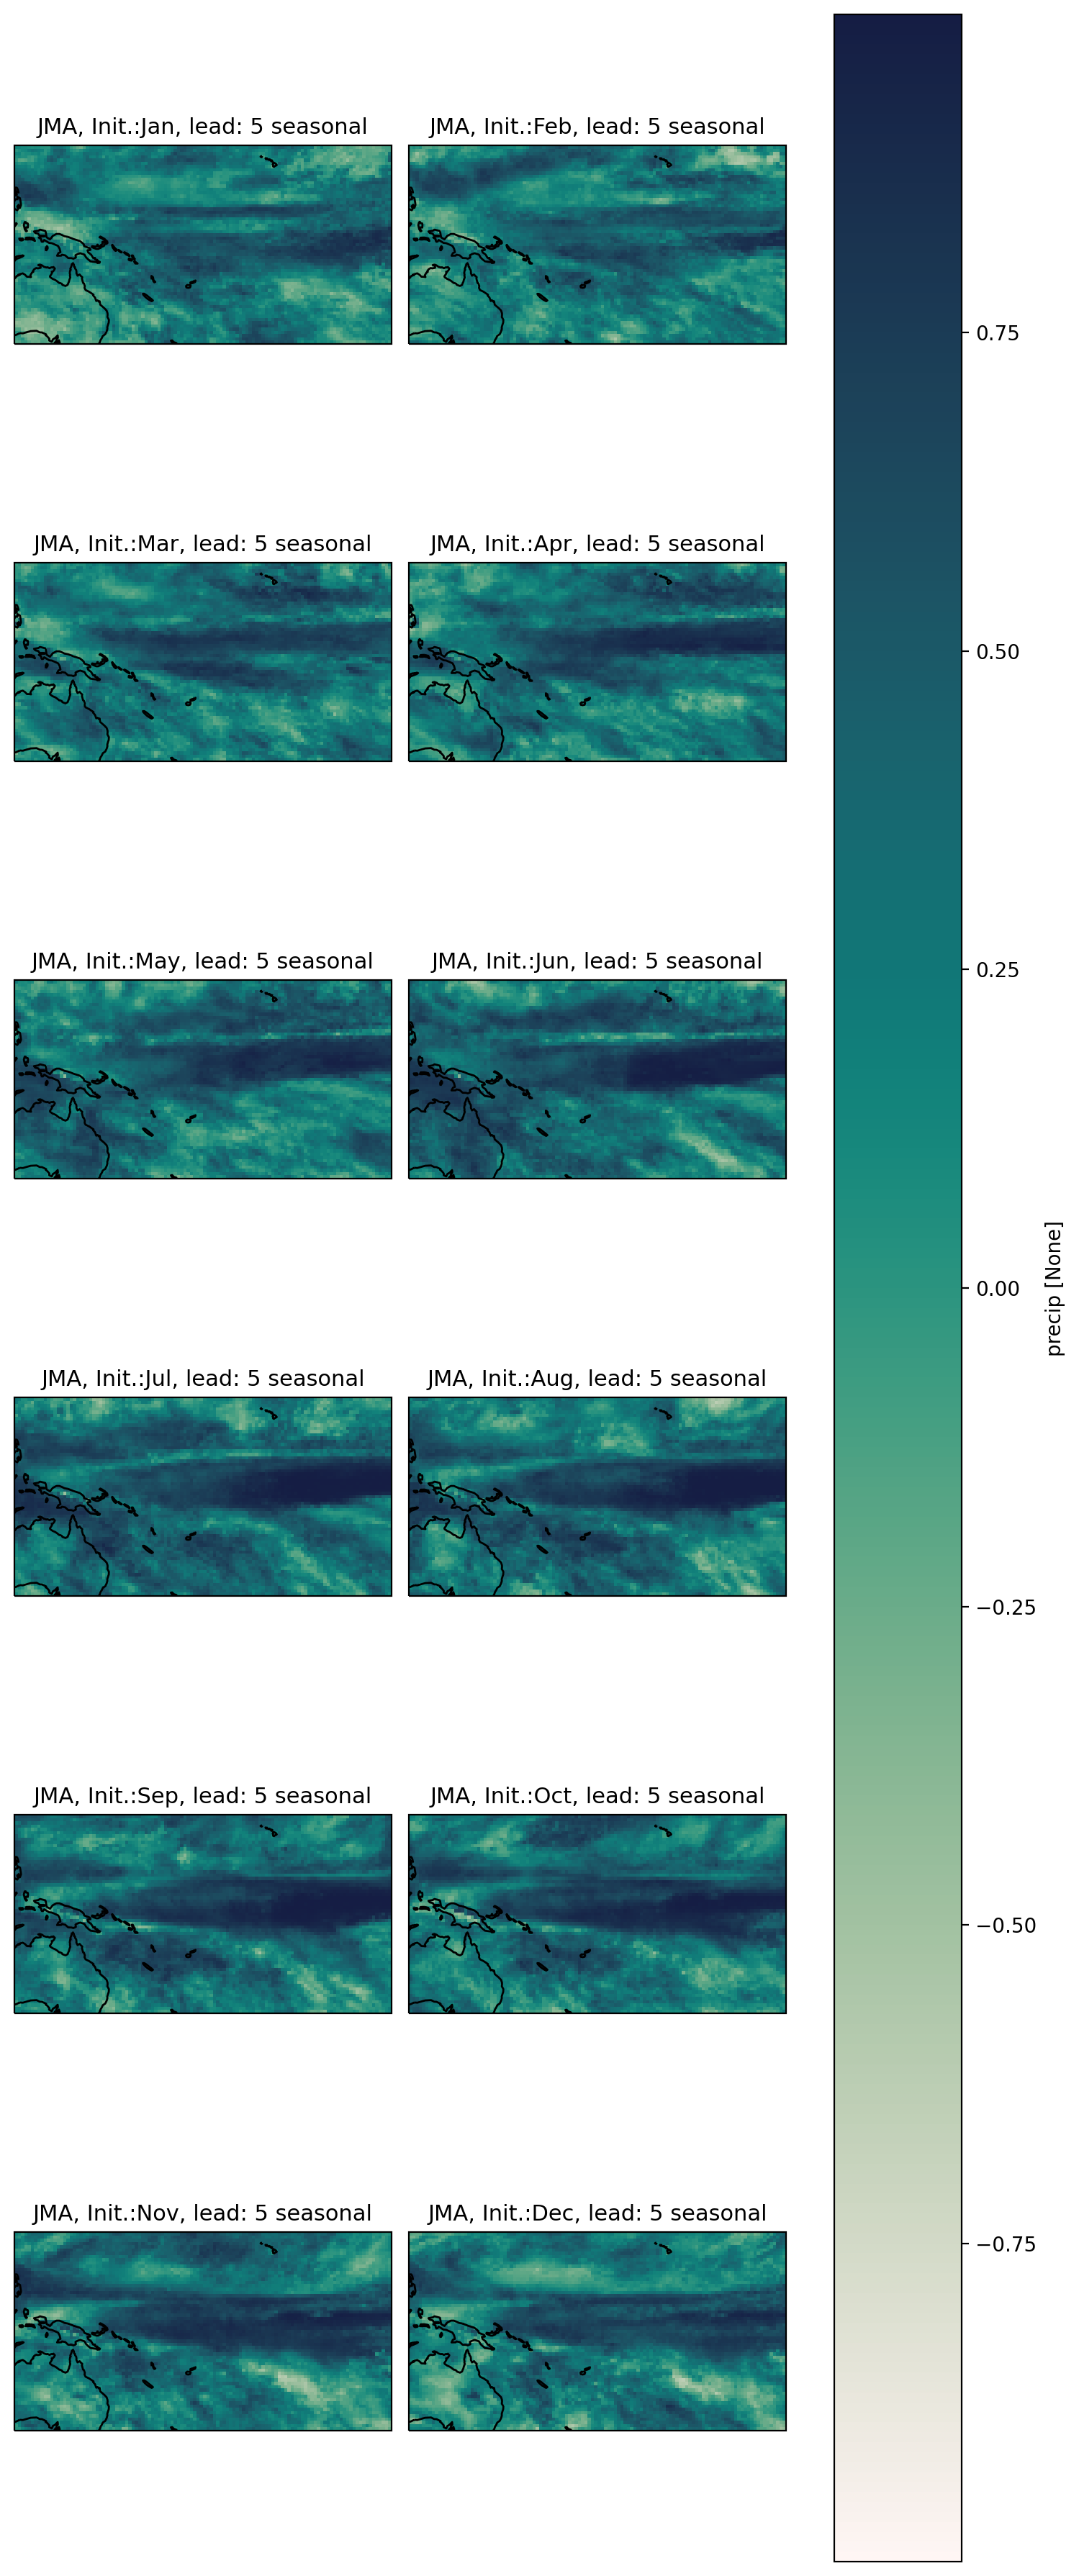 JMA, Init.:Jan, lead: 5 seasonal
JMA, Init.:Feb, lead: 5 seasonal
JMA, Init.:Mar, lead: 5 seasonal
JMA, Init.:Apr, lead: 5 seasonal
JMA, Init.:May, lead: 5 seasonal
JMA, Init.:Jun, lead: 5 seasonal
JMA, Init.:Jul, lead: 5 seasonal
JMA, Init.:Aug, lead: 5 seasonal
JMA, Init.:Sep, lead: 5 seasonal
JMA, Init.:Oct, lead: 5 seasonal
JMA, Init.:Nov, lead: 5 seasonal
JMA, Init.:Dec, lead: 5 seasonal
0.75
0.50
0.25
0.00
−0.25
−0.50
−0.75
precip [None]